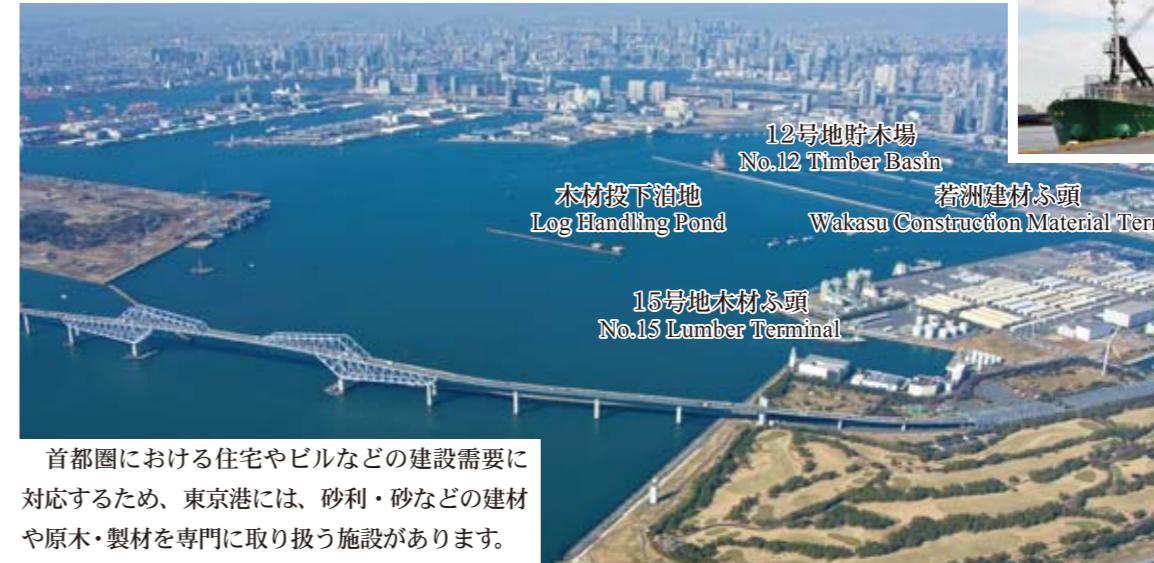 12号地貯木場
No.12 Timber Basin
木材投下泊地
Log Handling Pond
若洲建材ふ頭
Wakasu Construction Material Terr
15号地木材ふ頭
No.15 Lumber Terminal
首都圏における住宅やビルなどの建設需要に
対応するため、東京港には、砂利・砂などの建材
や原木・製材を専門に取り扱う施設があります。